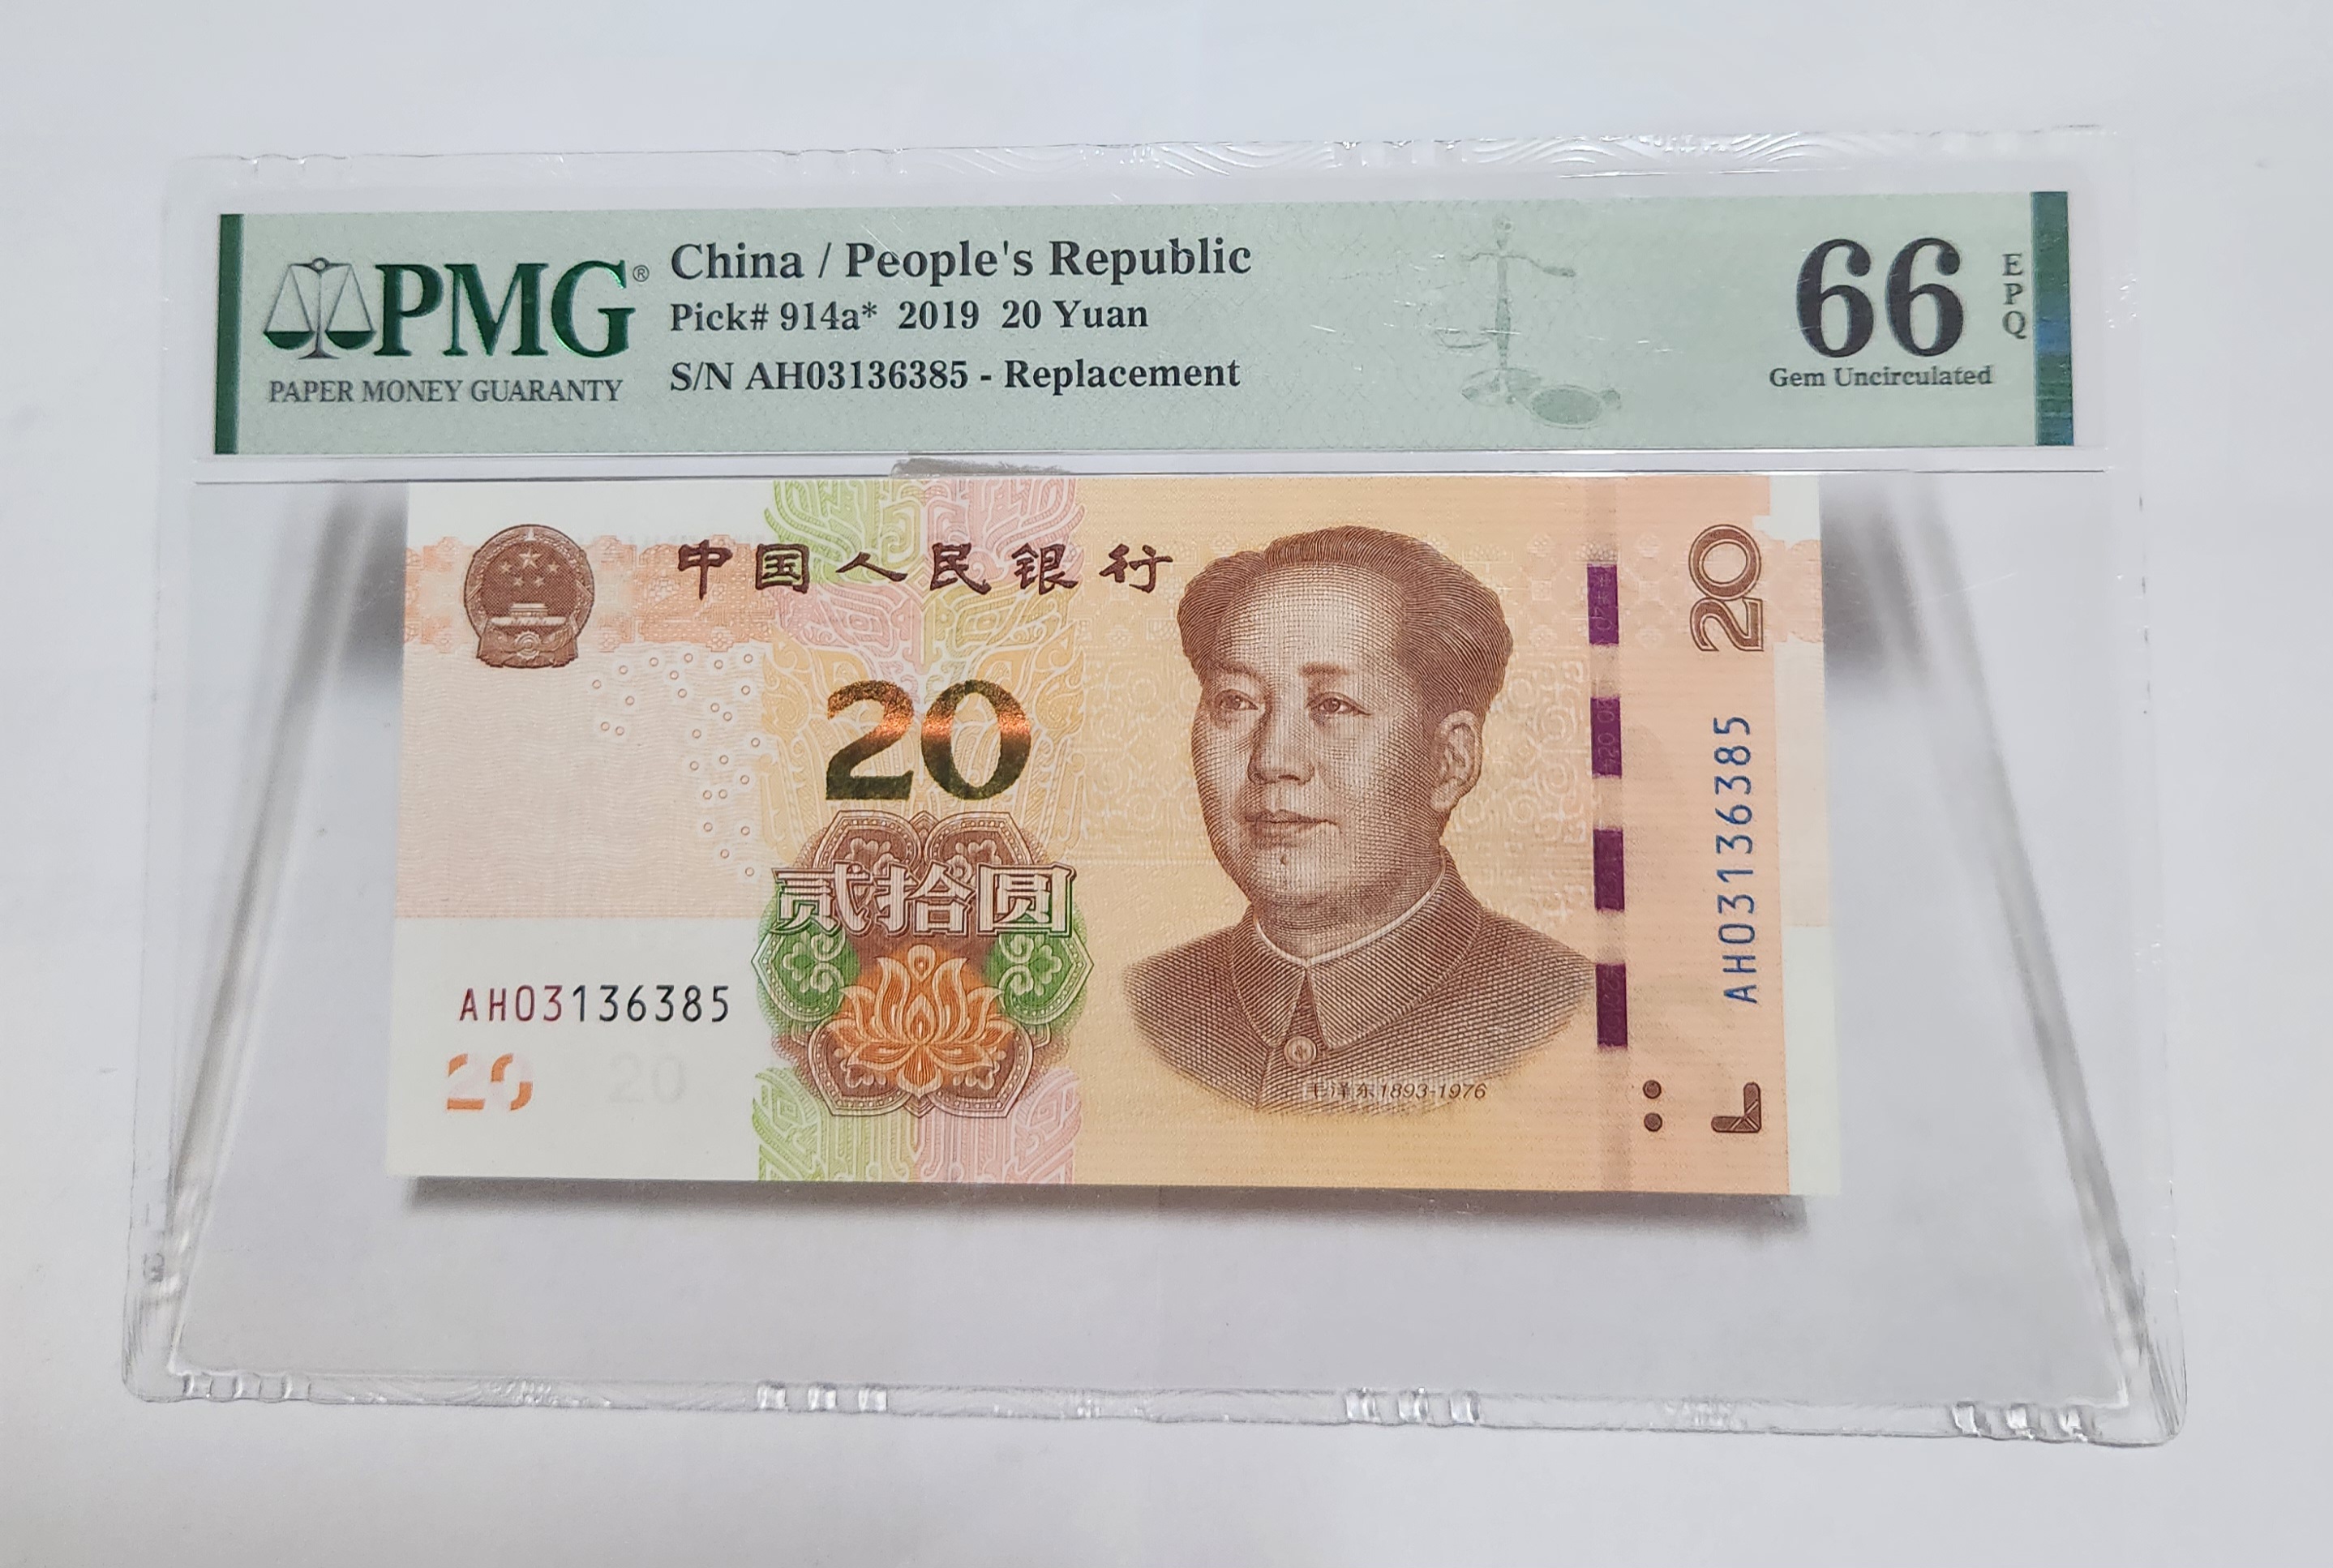 PMG®
PAPER MONEY GUARANTY
China / People's Republic
Pick# 914a* 2019 20 Yuan
S/N AH03136385 - Replacement
66
EPQ
Gem Uncirculated
中国人民银行
20
20
贰拾圆
AH03136385
20
20
AH03136385
毛泽东1893-1976